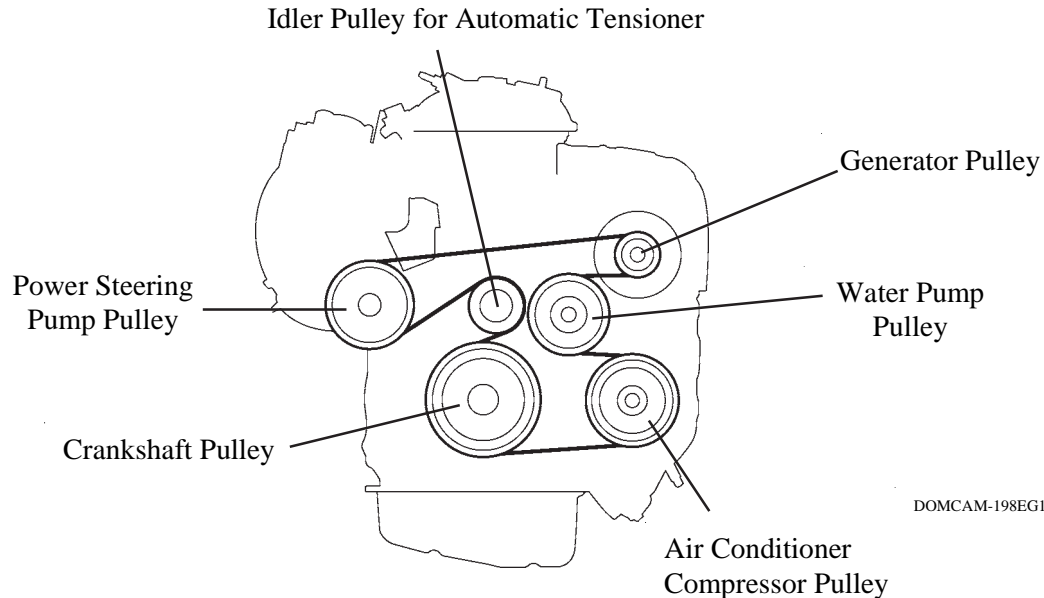 Idler Pulley for Automatic Tensioner
Generator Pulley
Power Steering
Pump Pulley
Water Pump
Pulley
Crankshaft Pulley
DOMCAM-198EG1
Air Conditioner
Compressor Pulley